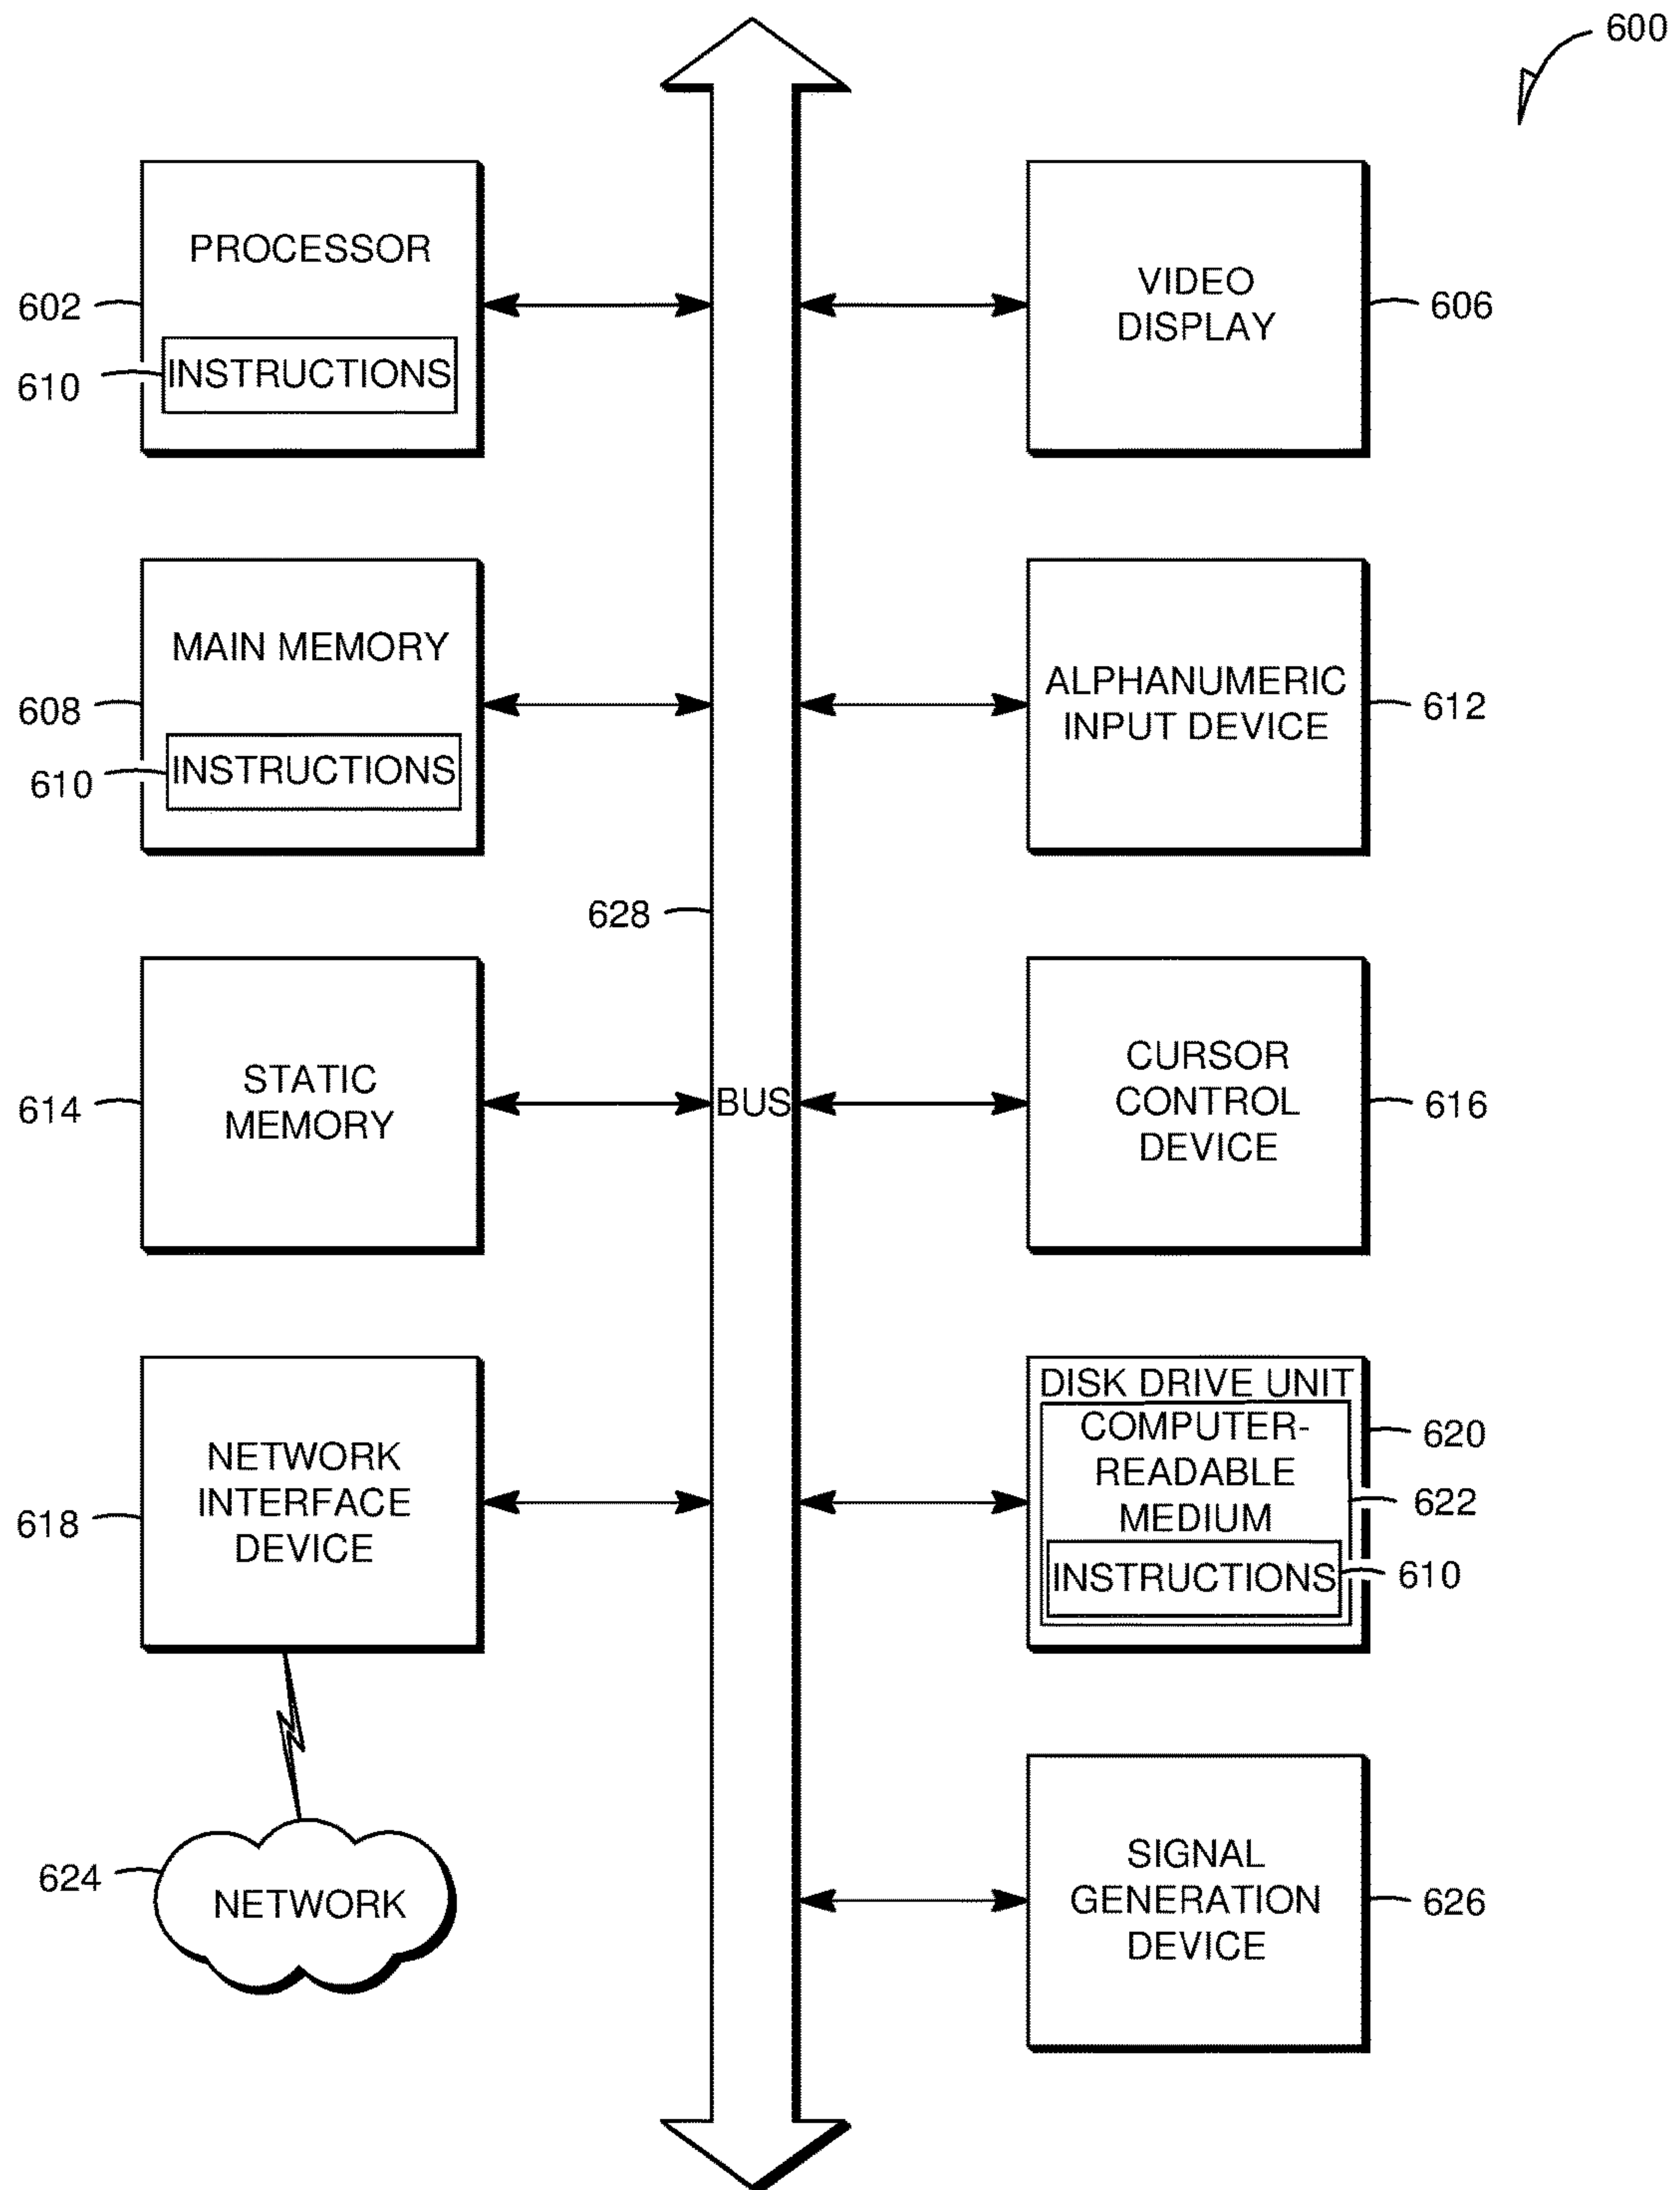 600
PROCESSOR
602
INSTRUCTIONS
610
VIDEO
DISPLAY
606
MAIN MEMORY
608
INSTRUCTIONS
610
ALPHANUMERIC
INPUT DEVICE
612
628
STATIC
MEMORY
614
BUS
CURSOR
CONTROL
DEVICE
616
NETWORK
INTERFACE
DEVICE
618
DISK DRIVE UNIT
COMPUTER-
READABLE
MEDIUM
INSTRUCTIONS
620
622
610
624
NETWORK
SIGNAL
GENERATION
DEVICE
626